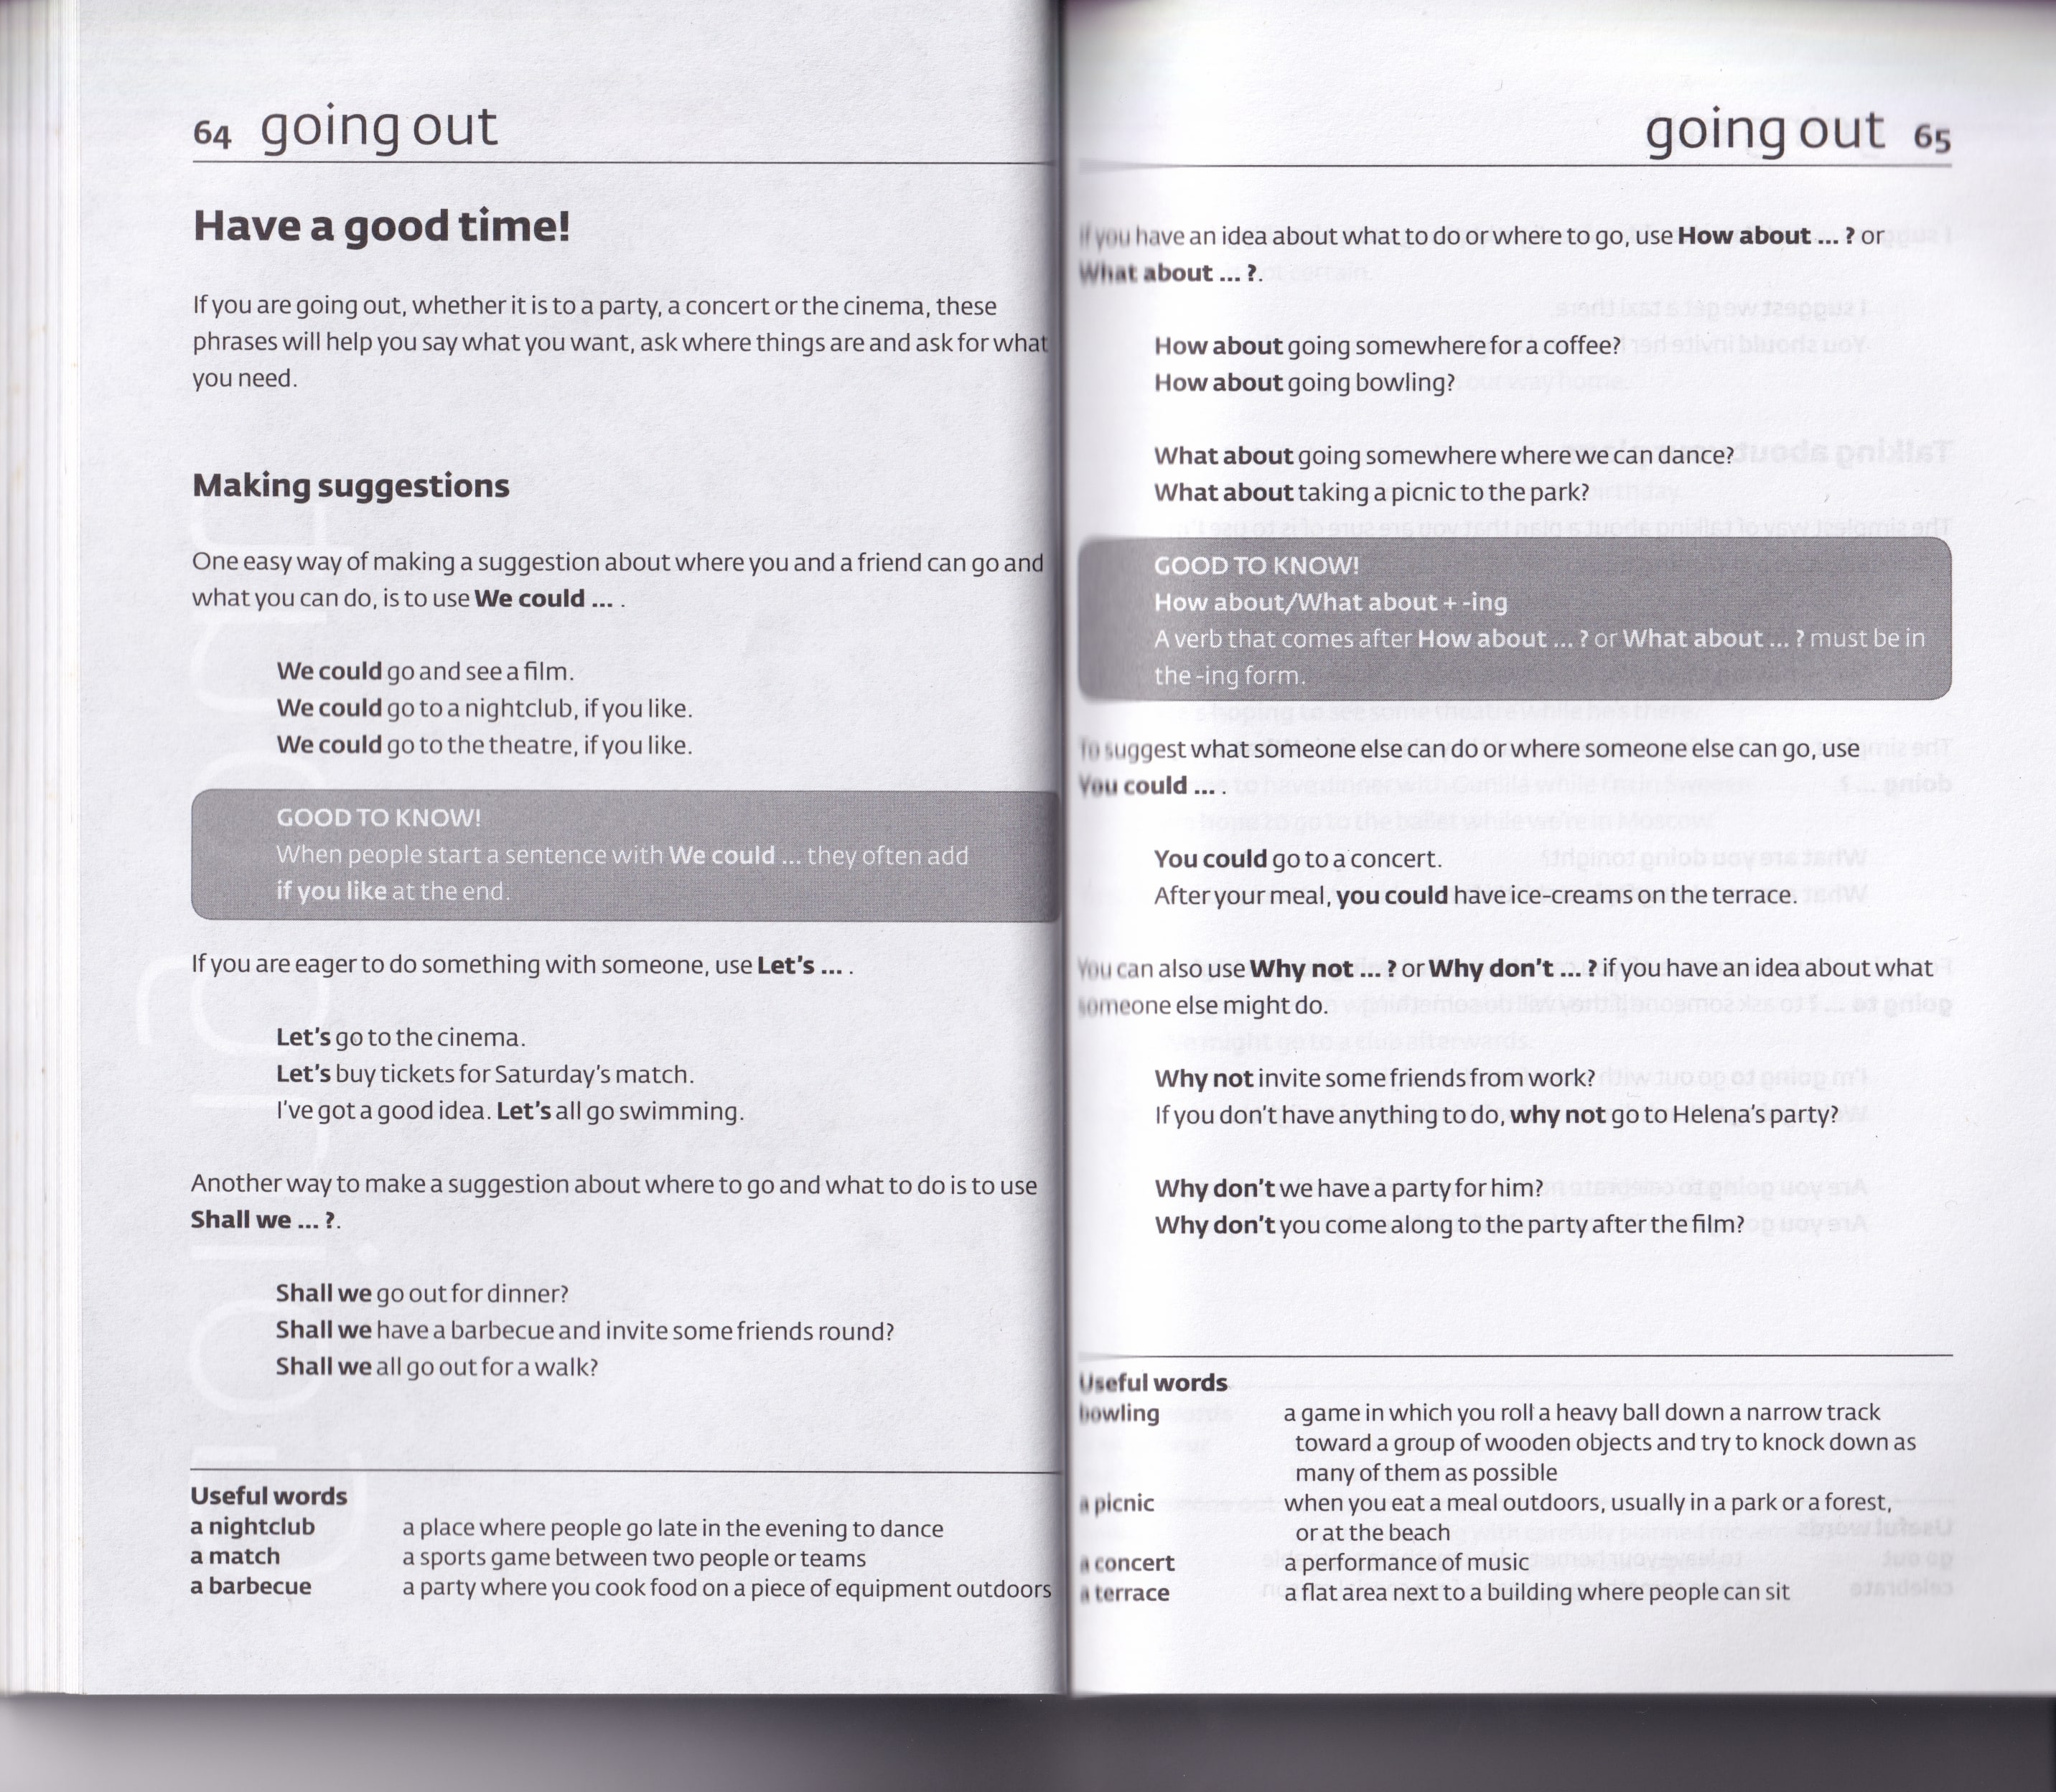 64 going out
Have a good time!
If you are going out, whether it is to a party, a concert or the cinema, these
phrases will help you say what you want, ask where things are and ask for what
you need.
Making suggestions
One easy way of making a suggestion about where you and a friend can go and
what you can do, is to use We could ... .
We could go and see a film.
We could go to a nightclub, if you like.
We could go to the theatre, if you like.
GOOD TO KNOW!
When people start a sentence with We could ... they often add
if you like at the end.
If you are eager to do something with someone, use Let's ... .
Let's go to the cinema.
Let's buy tickets for Saturday's match.
I've got a good idea. Let's all go swimming.
Another way to make a suggestion about where to go and what to do is to use
Shall we ... ?.
Shall we go out for dinner?
Shall we have a barbecue and invite some friends round?
Shall we all go out for a walk?
Useful words
a nightclub a place where people go late in the evening to dance
a match a sports game between two people or teams
a barbecue a party where you cook food on a piece of equipment outdoors
going out 65
If you have an idea about what to do or where to go, use How about ... ? or
What about ... ?.
How about going somewhere for a coffee?
How about going bowling?
What about going somewhere where we can dance?
What about taking a picnic to the park?
GOOD TO KNOW!
How about/What about + -ing
A verb that comes after How about ... ? or What about ... ? must be in
the -ing form.
To suggest what someone else can do or where someone else can go, use
You could ... .
You could go to a concert.
After your meal, you could have ice-creams on the terrace.
You can also use Why not ... ? or Why don't ... ? if you have an idea about what
someone else might do.
Why not invite some friends from work?
If you don't have anything to do, why not go to Helena's party?
Why don't we have a party for him?
Why don't you come along to the party after the film?
Useful words
bowling a game in which you roll a heavy ball down a narrow track
toward a group of wooden objects and try to knock down as
many of them as possible
a picnic when you eat a meal outdoors, usually in a park or a forest,
or at the beach
a concert a performance of music
a terrace a flat area next to a building where people can sit